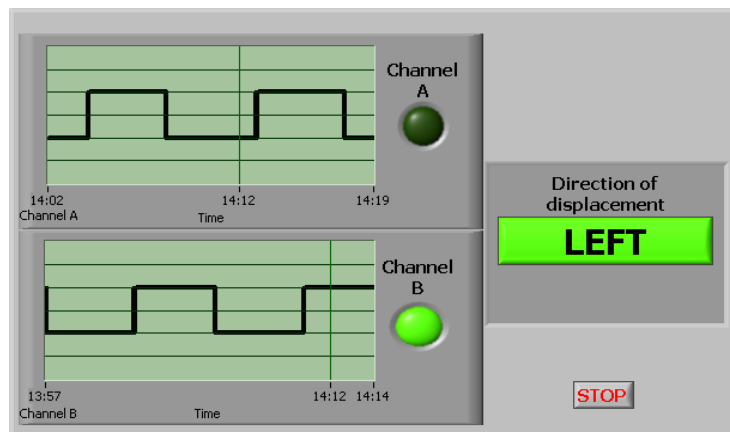 Channel
A
14:02
14:12
14:19
Channel A
Time
Channel
B
13:57
14:12
14:14
Channel B
Time
Direction of
displacement
LEFT
STOP